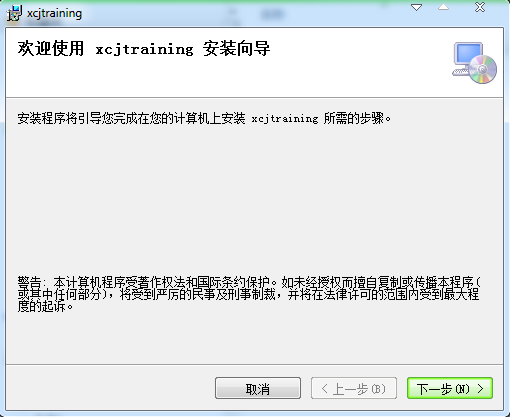 xcjtraining
欢迎使用 xcjtraining 安装向导
安装程序将引导您完成在您的计算机上安装 xcjtraining 所需的步骤。
警告: 本计算机程序受著作权法和国际条约保护。如未经授权而擅自复制或传播本程序(
或其中任何部分)，将受到严厉的民事及刑事制裁，并将在法律许可的范围内受到最大程
度的起诉。
取消
< 上一步(B)
下一步(N) >